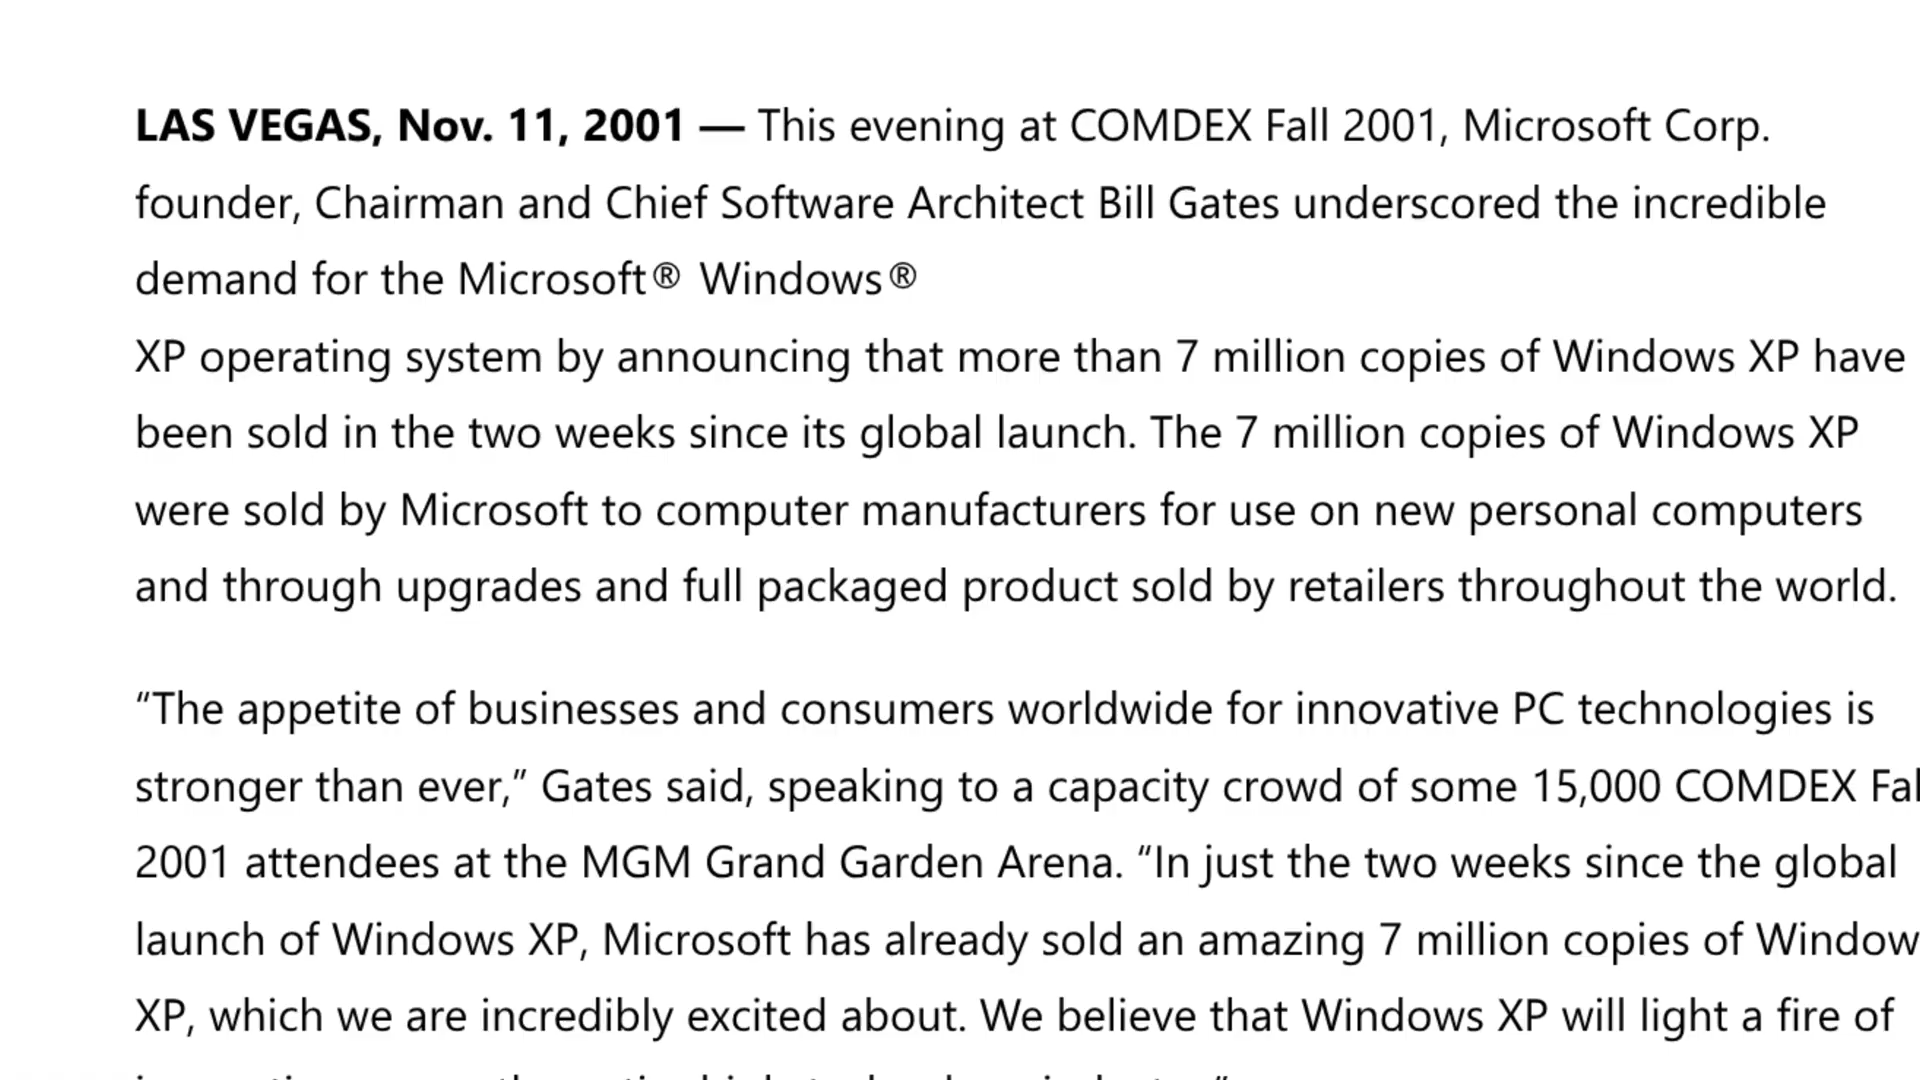 LAS VEGAS, Nov. 11, 2001 — This evening at COMDEX Fall 2001, Microsoft Corp.
founder, Chairman and Chief Software Architect Bill Gates underscored the incredible
demand for the Microsoft® Windows®
XP operating system by announcing that more than 7 million copies of Windows XP have
been sold in the two weeks since its global launch. The 7 million copies of Windows XP
were sold by Microsoft to computer manufacturers for use on new personal computers
and through upgrades and full packaged product sold by retailers throughout the world.
“The appetite of businesses and consumers worldwide for innovative PC technologies is
stronger than ever,” Gates said, speaking to a capacity crowd of some 15,000 COMDEX Fal
2001 attendees at the MGM Grand Garden Arena. “In just the two weeks since the global
launch of Windows XP, Microsoft has already sold an amazing 7 million copies of Window
XP, which we are incredibly excited about. We believe that Windows XP will light a fire of